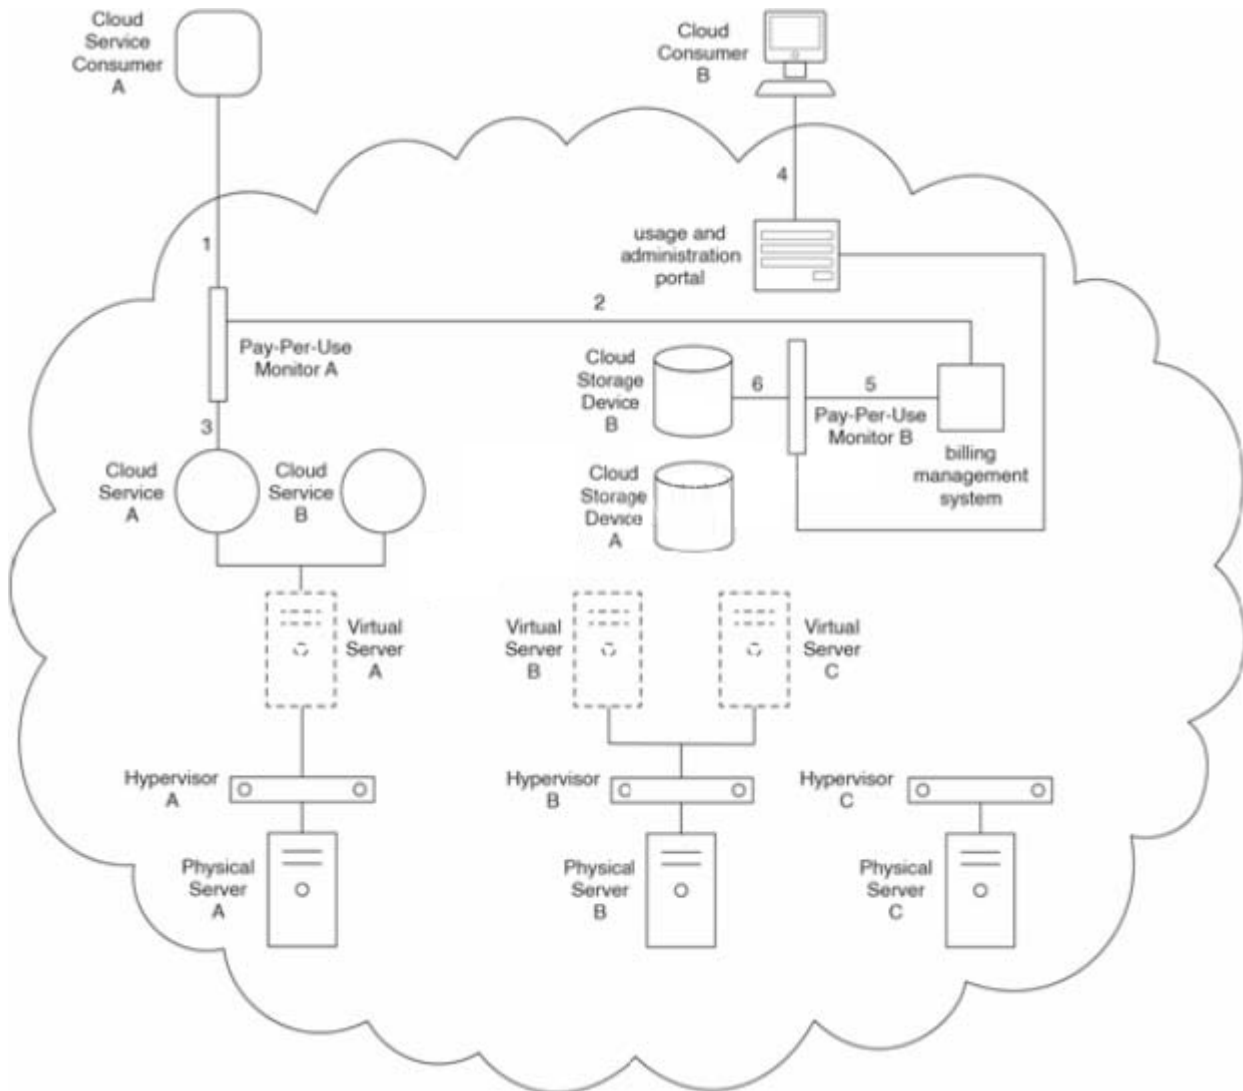 Cloud
Service
Consumer
A
Cloud
Consumer
B
4
1
usage and
administration
portal
2
Pay-Per-Use
Monitor A
Cloud
Storage
Device
B
6
5
Pay-Per-Use
Monitor B
billing
management
system
3
Cloud
Service
A
Cloud
Service
B
Cloud
Storage
Device
A
Virtual
Server
A
Virtual
Server
B
Virtual
Server
C
Hypervisor
A
Hypervisor
B
Hypervisor
C
Physical
Server
A
Physical
Server
B
Physical
Server
C